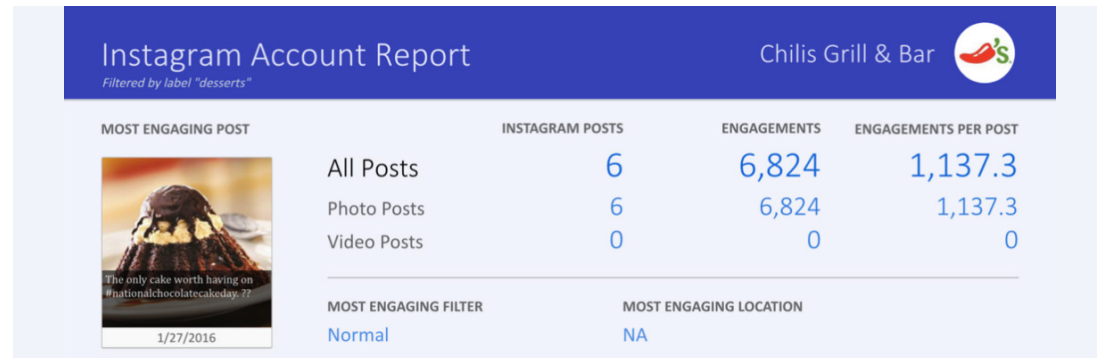 Instagram Account Report
Filtered by label "desserts"
Chilis Grill & Bar
's.
MOST ENGAGING POST
INSTAGRAM POSTS ENGAGEMENTS ENGAGEMENTS PER POST
All Posts 6 6,824 1,137.3
Photo Posts 6 6,824 1,137.3
Video Posts 0 0 0
The only cake worth having on
#nationalchocolatecakeday. ??
1/27/2016
MOST ENGAGING FILTER MOST ENGAGING LOCATION
Normal NA